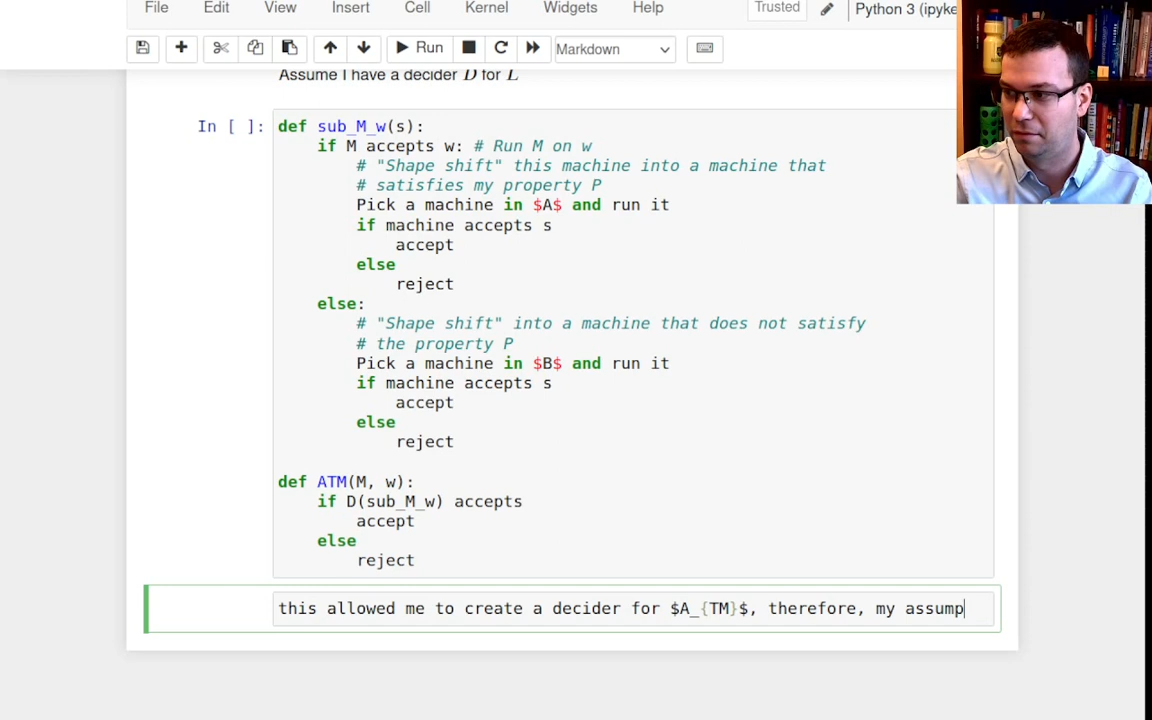 File Edit View Insert Cell Kernel Widgets Help Trusted Python 3 (ipyke
Run Markdown
Assume I have a decider D for L
In [ ]: def sub_M_w(s):
if M accepts w: # Run M on w
# "Shape shift" this machine into a machine that
# satisfies my property P
Pick a machine in $A$ and run it
if machine accepts s
accept
else
reject
else:
# "Shape shift" into a machine that does not satisfy
# the property P
Pick a machine in $B$ and run it
if machine accepts s
accept
else
reject
def ATM(M, w):
if D(sub_M_w) accepts
accept
else
reject
this allowed me to create a decider for $A_{TM}$, therefore, my assump